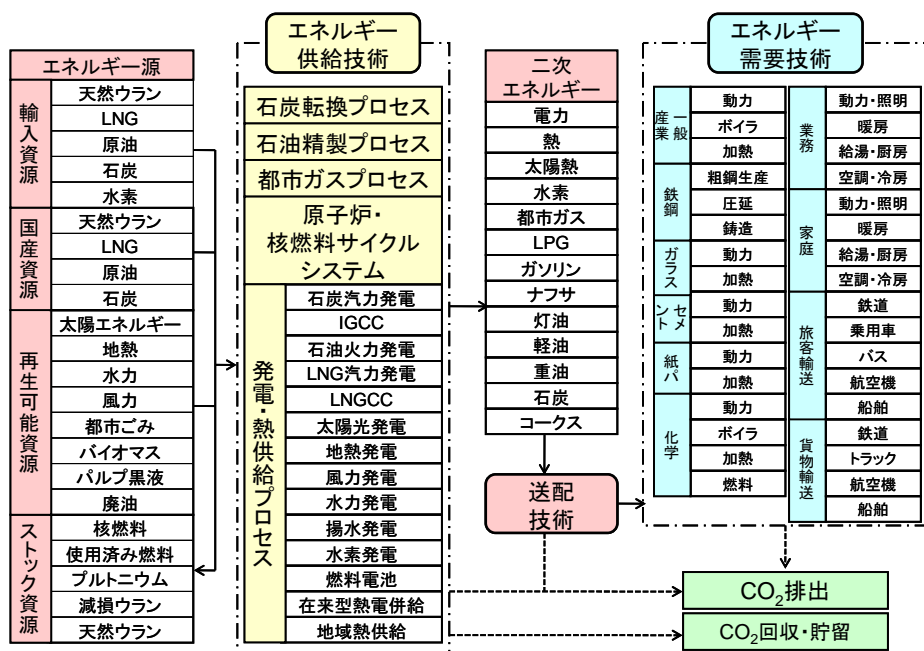 エネルギー源
輸入資源
天然ウラン
LNG
原油
石炭
水素
国産資源
天然ウラン
LNG
原油
石炭
再生可能資源
太陽エネルギー
地熱
水力
風力
都市ごみ
バイオマス
パルプ黒液
廃油
ストック資源
核燃料
使用済み燃料
プルトニウム
減損ウラン
天然ウラン
エネルギー
供給技術
石炭転換プロセス
石油精製プロセス
都市ガスプロセス
原子炉・
核燃料サイクル
システム
発電・熱供給プロセス
石炭汽力発電
IGCC
石油火力発電
LNG汽力発電
LNGCC
太陽光発電
地熱発電
風力発電
水力発電
揚水発電
水素発電
燃料電池
在来型熱電併給
地域熱供給
二次
エネルギー
電力
熱
太陽熱
水素
都市ガス
LPG
ガソリン
ナフサ
灯油
軽油
重油
石炭
コークス
送配
技術
エネルギー
需要技術
一般
産業
動力
ボイラ
加熱
鉄鋼
粗鋼生産
圧延
鋳造
ガラス
動力
加熱
セメ
ント
動力
加熱
紙パ
動力
加熱
化学
動力
ボイラ
加熱
燃料
業務
動力・照明
暖房
給湯・厨房
空調・冷房
家庭
動力・照明
暖房
給湯・厨房
空調・冷房
旅客輸送
鉄道
乗用車
バス
航空機
船舶
貨物輸送
鉄道
トラック
航空機
船舶
CO2排出
CO2回収・貯留